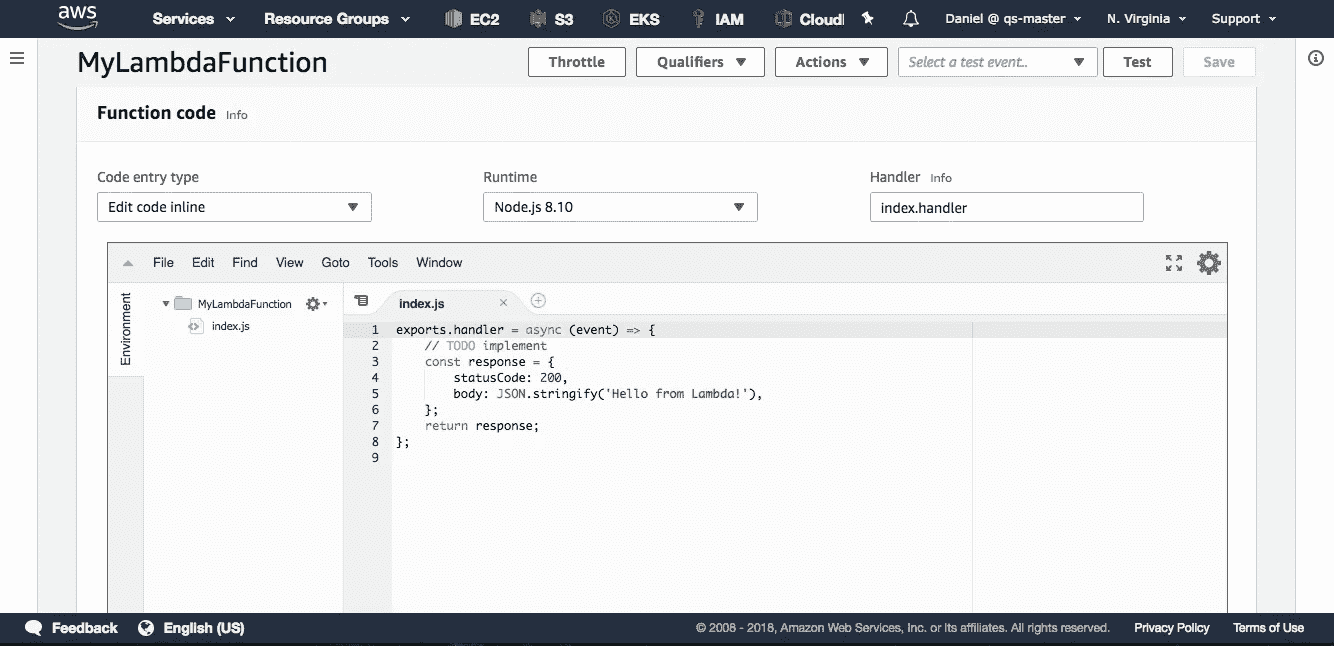 aws Services Resource Groups EC2 S3 EKS IAM Cloudl Daniel @ qs-master N. Virginia Support
MyLambdaFunction Throttle Qualifiers Actions Select a test event.. Test Save
Function code Info
Code entry type Runtime Handler Info
Edit code inline Node.js 8.10 index.handler
File Edit Find View Goto Tools Window
Environment
MyLambdaFunction
index.js
index.js
1 exports.handler = async (event) => {
2 // TODO implement
3 const response = {
4 statusCode: 200,
5 body: JSON.stringify('Hello from Lambda!'),
6 };
7 return response;
8 };
9
Feedback English (US) © 2008 - 2018, Amazon Web Services, Inc. or its affiliates. All rights reserved. Privacy Policy Terms of Use